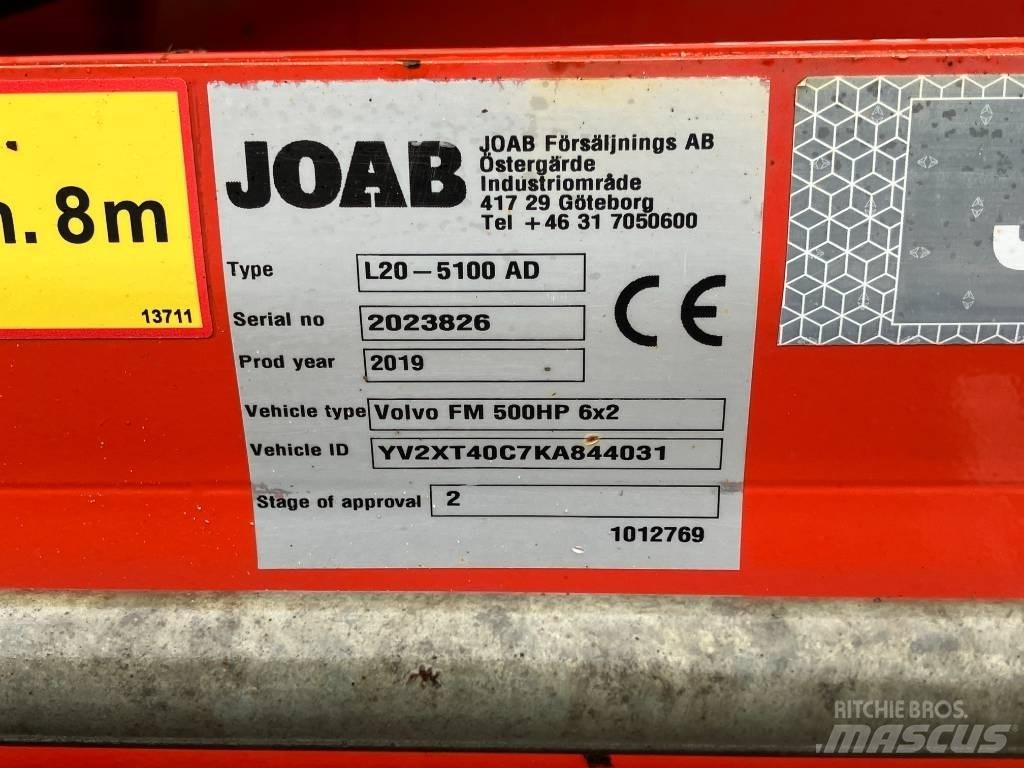 n. 8m
13711
JOAB
JOAB Försäljnings AB
Östergärde
Industriområde
417 29 Göteborg
Tel +46 31 7050600
Type L20-5100 AD
Serial no 2023826
CE
Prod year 2019
Vehicle type Volvo FM 500HP 6x2
Vehicle ID YV2XT40C7KA844031
Stage of approval 2
1012769
RITCHIE BROS.
MASCUS